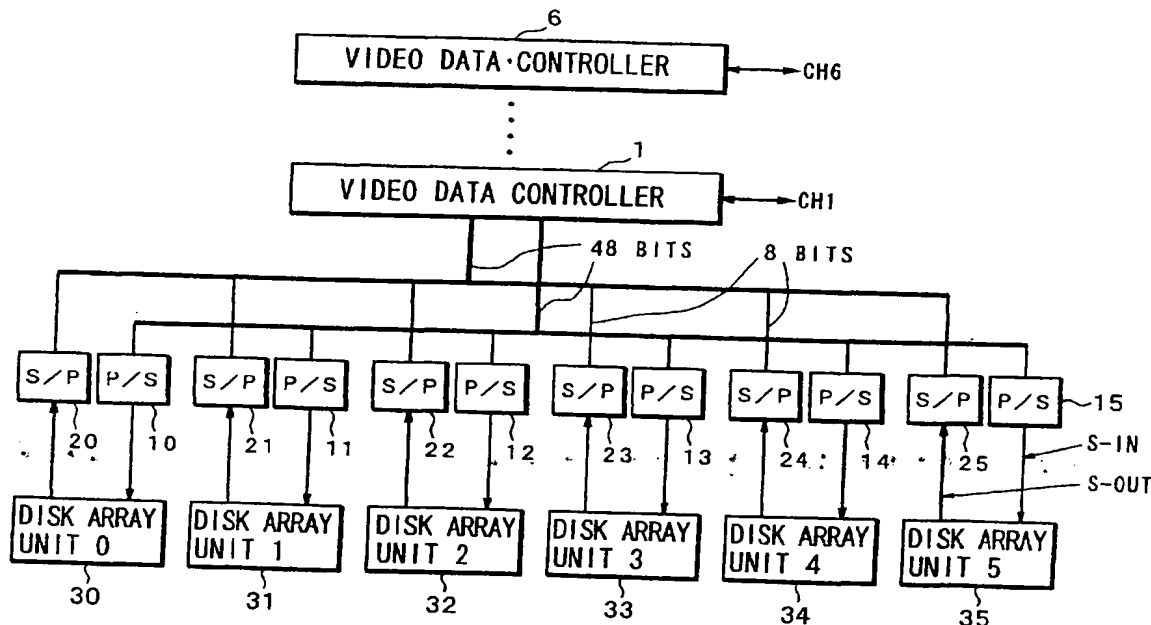 6
VIDEO DATA CONTROLLER
CH6
1
VIDEO DATA CONTROLLER
CH1
48 BITS
8 BITS
S/P P/S S/P P/S S/P P/S S/P P/S S/P P/S S/P P/S
15
20 10 21 11 22 12 23 13 24 14 25
S-IN
S-OUT
DISK ARRAY UNIT 0
DISK ARRAY UNIT 1
DISK ARRAY UNIT 2
DISK ARRAY UNIT 3
DISK ARRAY UNIT 4
DISK ARRAY UNIT 5
30 31 32 33 34 35